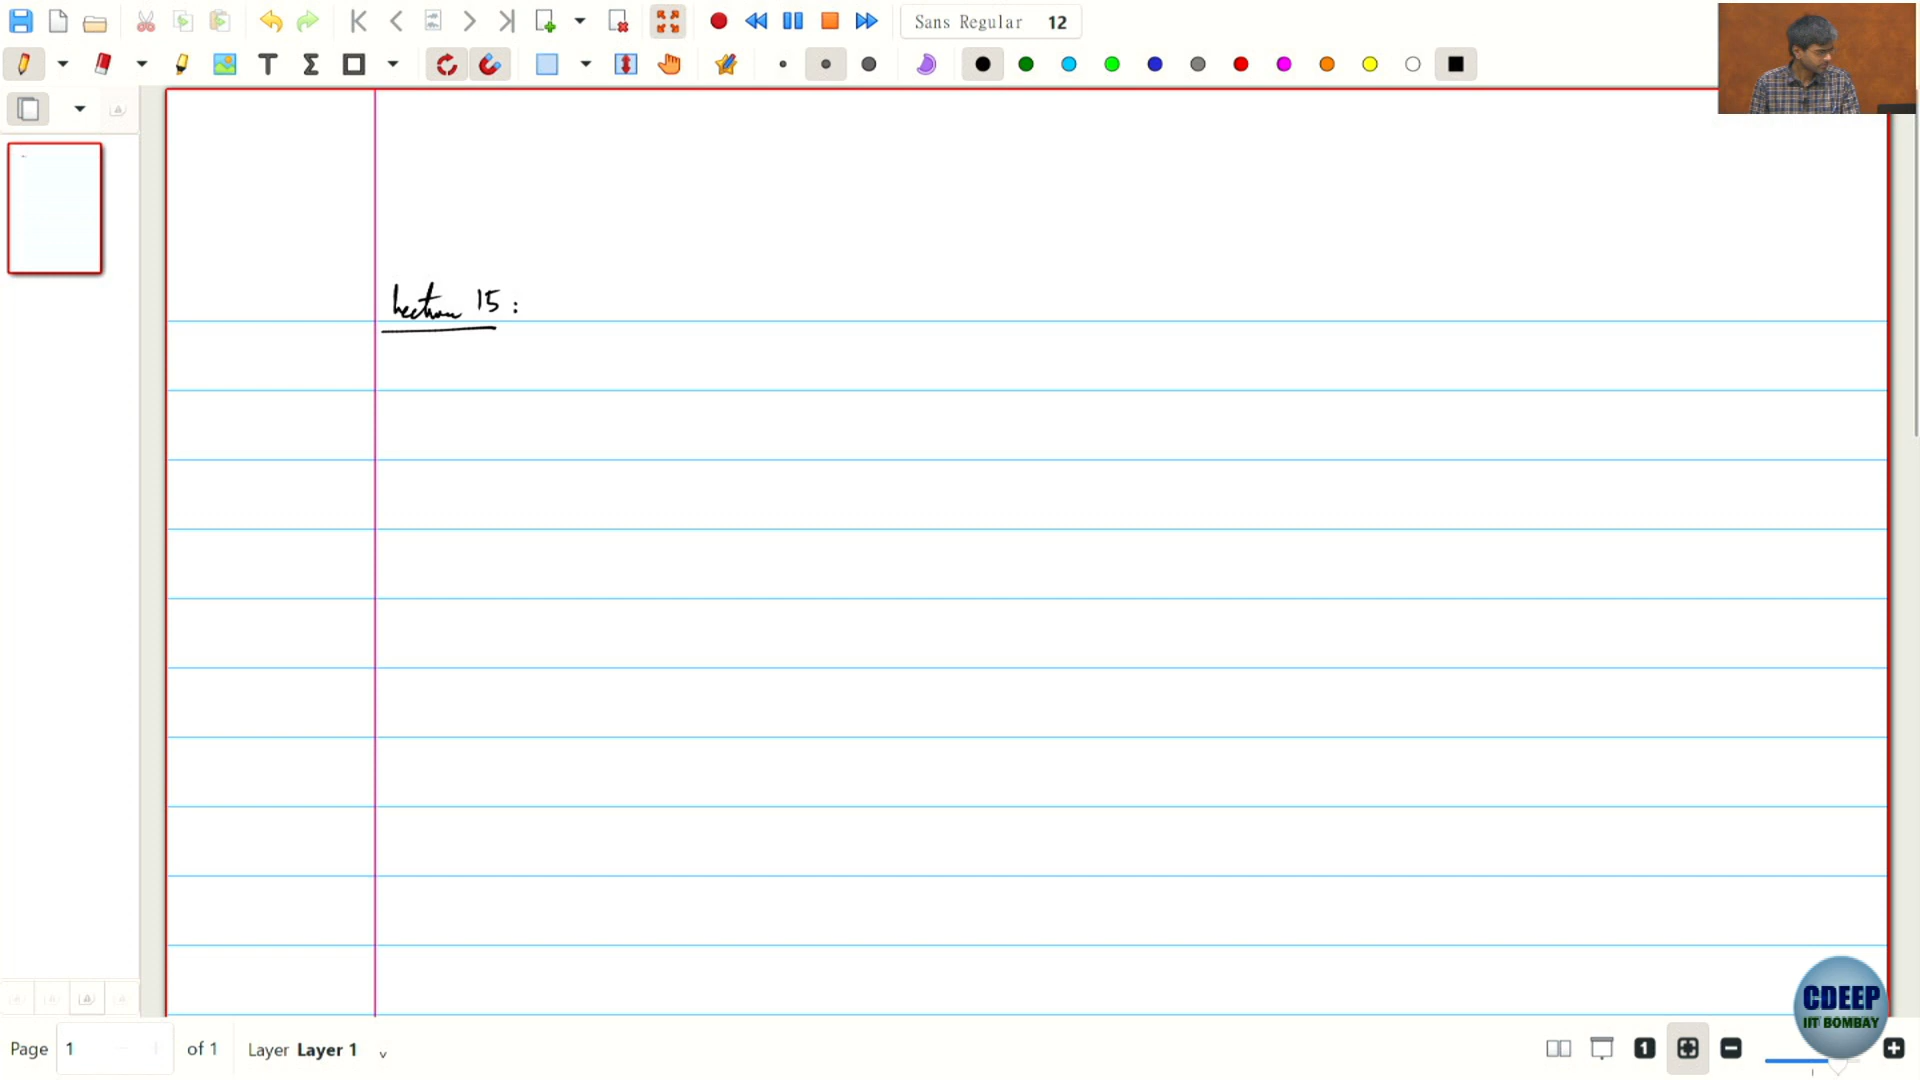 Sans Regular 12
Lecture 15 :
CDEEP
IIT BOMBAY
Page 1 of 1 Layer Layer 1